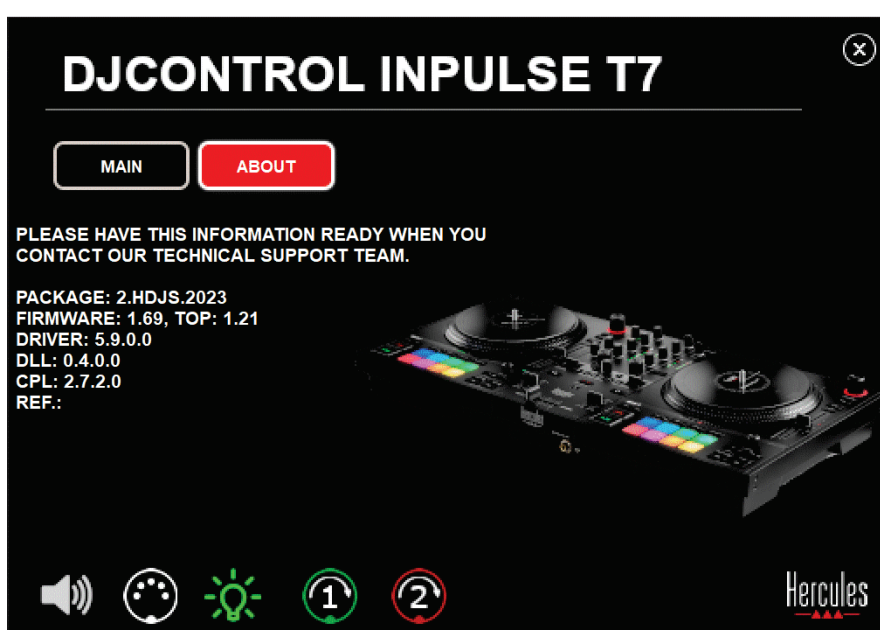 DJCONTROL INPULSE T7
MAIN
ABOUT
PLEASE HAVE THIS INFORMATION READY WHEN YOU
CONTACT OUR TECHNICAL SUPPORT TEAM.
PACKAGE: 2.HDJS.2023
FIRMWARE: 1.69, TOP: 1.21
DRIVER: 5.9.0.0
DLL: 0.4.0.0
CPL: 2.7.2.0
REF.:
1
2
Hercules